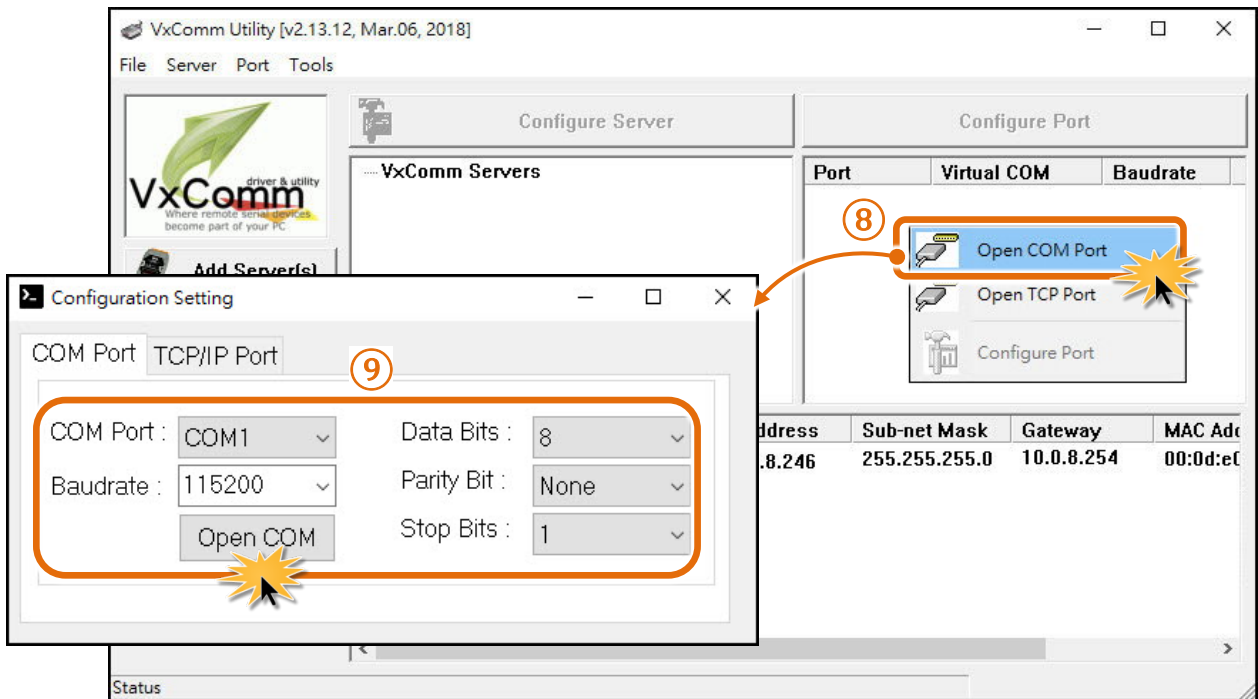 VxComm Utility [v2.13.12, Mar.06, 2018]
File Server Port Tools
VxComm
driver & utility
Where remote serial devices
become part of your PC
Configure Server
Configure Port
VxComm Servers
Port Virtual COM Baudrate
⑧
Open COM Port
Open TCP Port
Configure Port
Add Server(s)
Configuration Setting
COM Port TCP/IP Port
⑨
COM Port : COM1
Baudrate : 115200
Open COM
Data Bits : 8
Parity Bit : None
Stop Bits : 1
ddress Sub-net Mask Gateway MAC Add
.8.246 255.255.255.0 10.0.8.254 00:0d:e0
Status